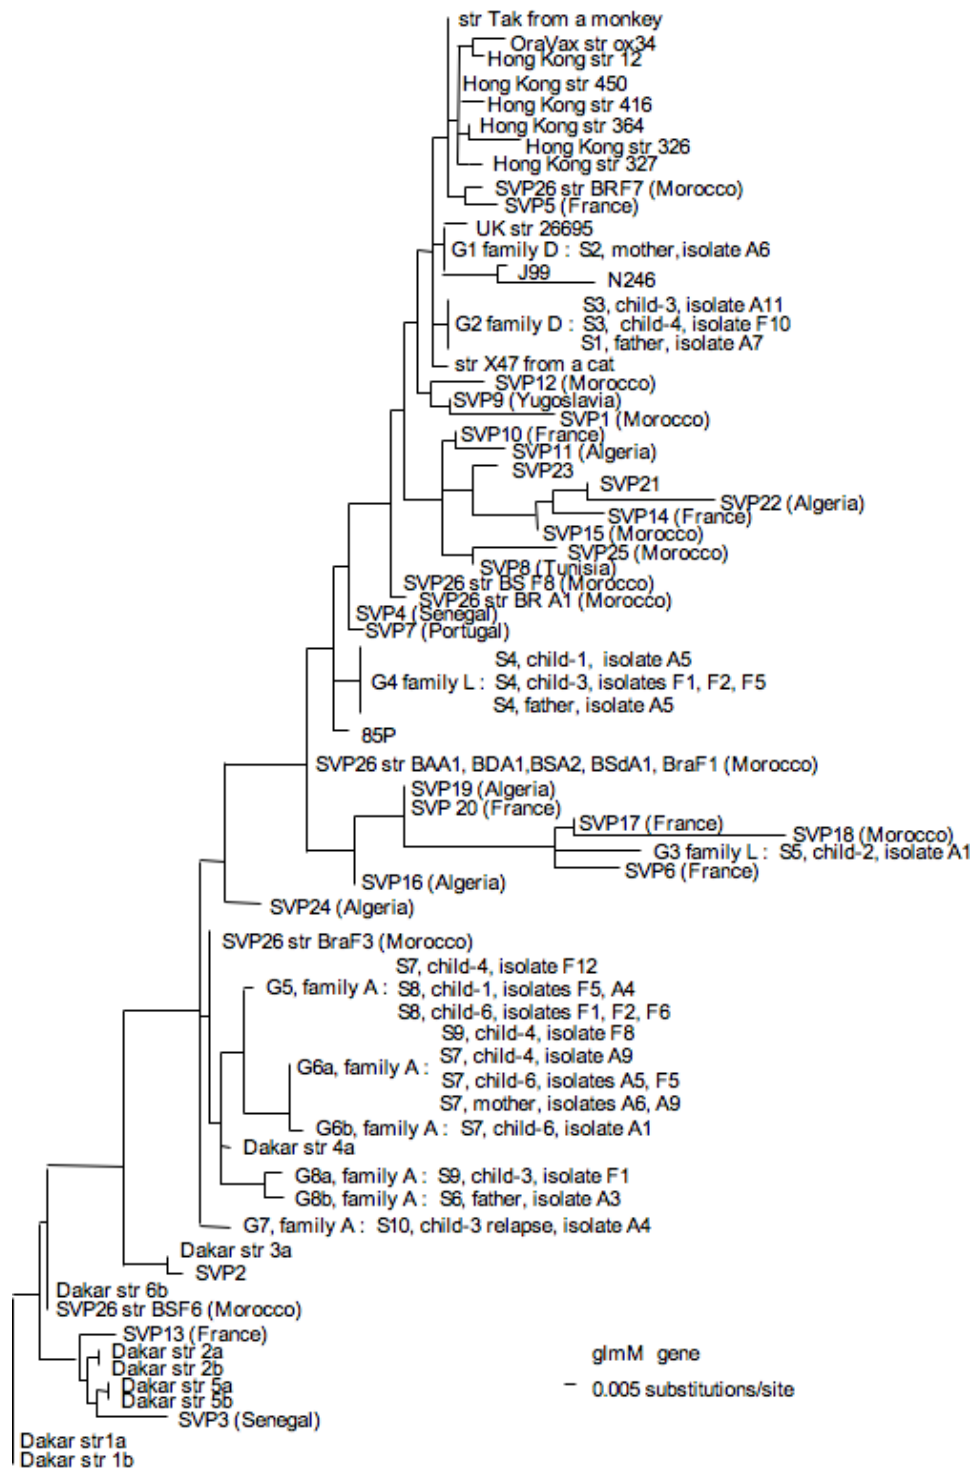 str Tak from a monkey
OraVax str ox34
Hong Kong str 12
Hong Kong str 450
Hong Kong str 416
Hong Kong str 364
Hong Kong str 326
Hong Kong str 327
SVP26 str BRF7 (Morocco)
SVP5 (France)
UK str 26695
G1 family D : S2, mother, isolate A6
J99
N246
S3, child-3, isolate A11
G2 family D : S3, child-4, isolate F10
S1, father, isolate A7
str X47 from a cat
SVP12 (Morocco)
SVP9 (Yugoslavia)
SVP1 (Morocco)
SVP10 (France)
SVP11 (Algeria)
SVP23
SVP21
SVP22 (Algeria)
SVP14 (France)
SVP15 (Morocco)
SVP25 (Morocco)
SVP8 (Tunisia)
SVP26 str BS F8 (Morocco)
SVP26 str BR A1 (Morocco)
SVP4 (Senegal)
SVP7 (Portugal)
S4, child-1, isolate A5
G4 family L : S4, child-3, isolates F1, F2, F5
S4, father, isolate A5
85P
SVP26 str BAA1, BDA1,BSA2, BSdA1, BraF1 (Morocco)
SVP19 (Algeria)
SVP 20 (France)
SVP17 (France)
SVP18 (Morocco)
G3 family L : S5, child-2, isolate A1
SVP6 (France)
SVP16 (Algeria)
SVP24 (Algeria)
SVP26 str BraF3 (Morocco)
S7, child-4, isolate F12
G5, family A : S8, child-1, isolates F5, A4
S8, child-6, isolates F1, F2, F6
S9, child-4, isolate F8
G6a, family A : S7, child-4, isolate A9
S7, child-6, isolates A5, F5
S7, mother, isolates A6, A9
G6b, family A : S7, child-6, isolate A1
Dakar str 4a
G8a, family A : S9, child-3, isolate F1
G8b, family A : S6, father, isolate A3
G7, family A : S10, child-3 relapse, isolate A4
Dakar str 3a
SVP2
Dakar str 6b
SVP26 str BSF6 (Morocco)
SVP13 (France)
Dakar str 2a
Dakar str 2b
Dakar str 5a
Dakar str 5b
SVP3 (Senegal)
Dakar str1a
Dakar str 1b
glmM gene
0.005 substitutions/site